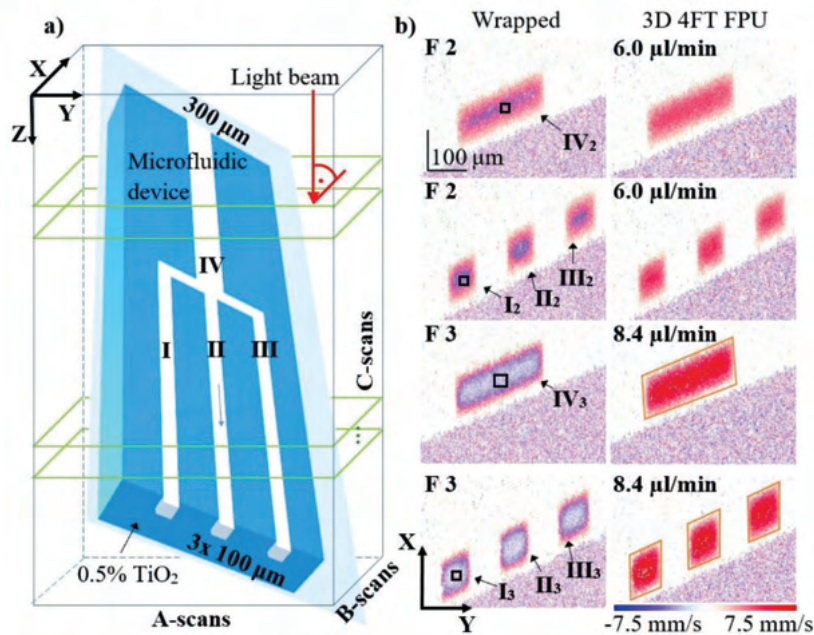 a)
X
Y
Z
Light beam
300 µm
Microfluidic
device
IV
I
II
III
C-scans
...
3x 100 µm
0.5% TiO₂
A-scans
B-scans
b)
Wrapped
3D 4FT FPU
F 2
6.0 µl/min
IV₂
100 µm
F 2
6.0 µl/min
III₂
II₂
I₂
F 3
8.4 µl/min
IV₃
F 3
8.4 µl/min
X
III₃
II₃
I₃
Y
-7.5 mm/s
7.5 mm/s